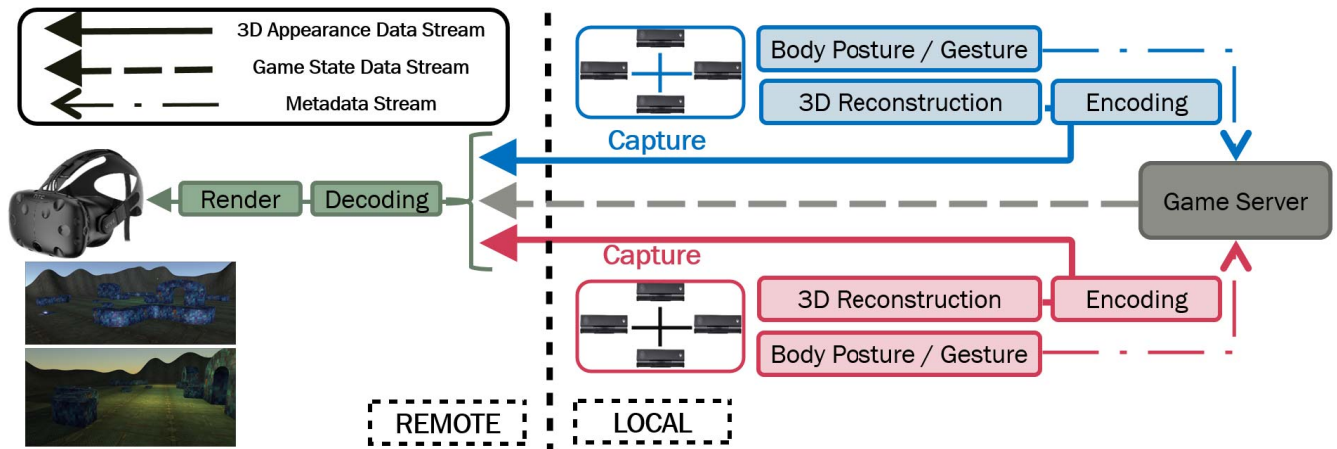 3D Appearance Data Stream
Game State Data Stream
Metadata Stream
Body Posture / Gesture
3D Reconstruction
Encoding
Capture
Render
Decoding
Game Server
Capture
3D Reconstruction
Encoding
Body Posture / Gesture
REMOTE
LOCAL